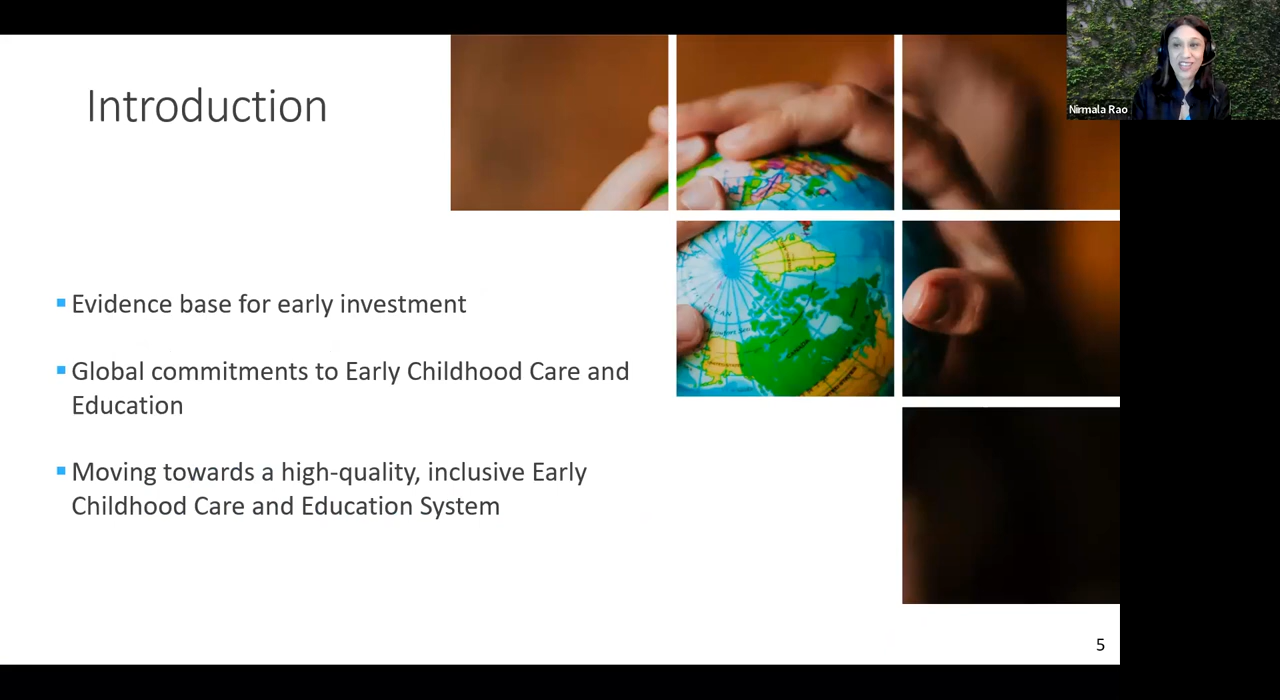 Nirmala Rao
Introduction
Evidence base for early investment
Global commitments to Early Childhood Care and
Education
Moving towards a high-quality, inclusive Early
Childhood Care and Education System
5